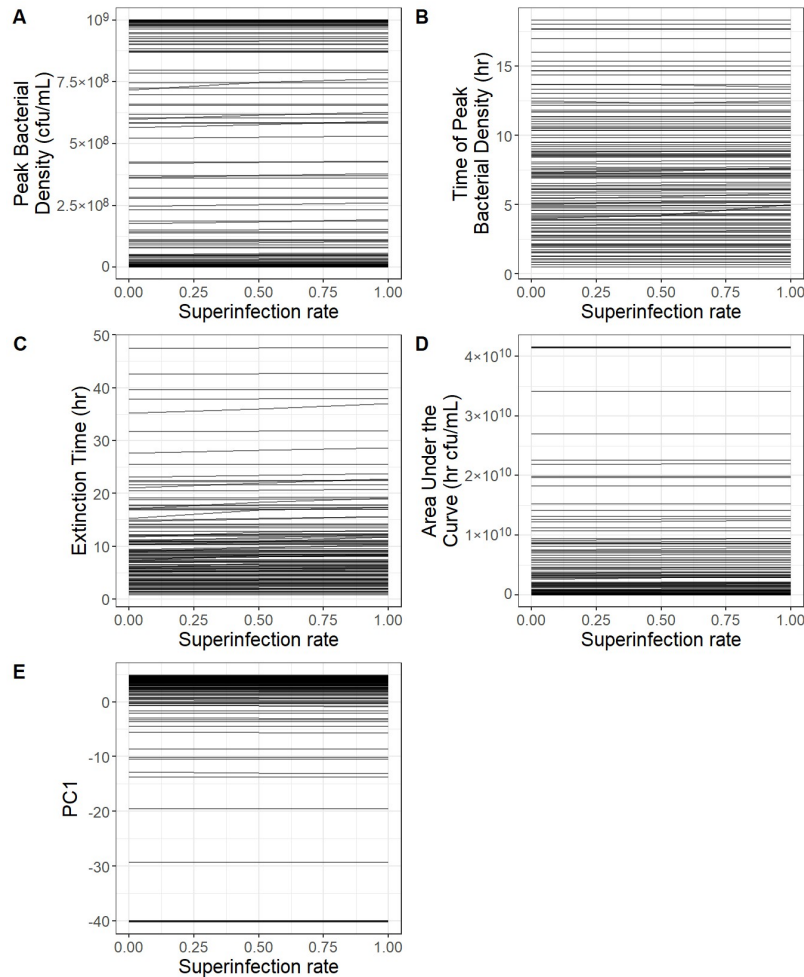 A
Peak Bacterial
Density (cfu/mL)
10⁹
7.5×10⁸
5×10⁸
2.5×10⁸
0
0.00 0.25 0.50 0.75 1.00
Superinfection rate
B
Time of Peak
Bacterial Density (hr)
15
10
5
0
0.00 0.25 0.50 0.75 1.00
Superinfection rate
C
Extinction Time (hr)
50
40
30
20
10
0
0.00 0.25 0.50 0.75 1.00
Superinfection rate
D
Area Under the
Curve (hr cfu/mL)
4×10¹⁰
3×10¹⁰
2×10¹⁰
1×10¹⁰
0
0.00 0.25 0.50 0.75 1.00
Superinfection rate
E
PC1
0
-10
-20
-30
-40
0.00 0.25 0.50 0.75 1.00
Superinfection rate